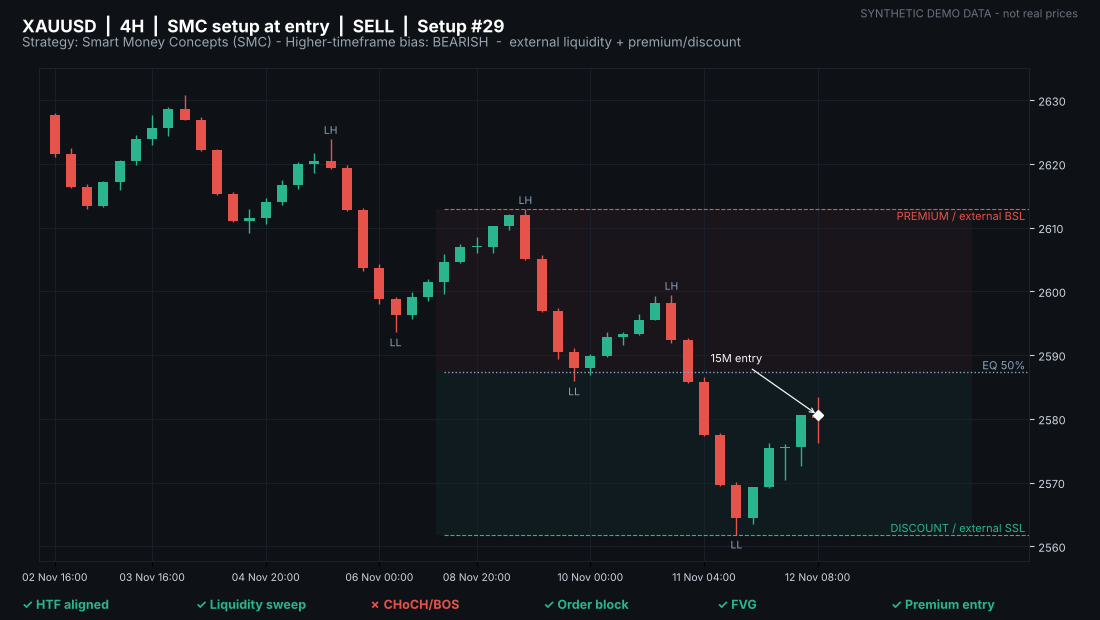 XAUUSD | 4H | SMC setup at entry | SELL | Setup #29
SYNTHETIC DEMO DATA - not real prices
Strategy: Smart Money Concepts (SMC) - Higher-timeframe bias: BEARISH - external liquidity + premium/discount
2630
LH
2620
LH
PREMIUM / external BSL
2610
LH
2600
LL
15M entry
2590
EQ 50%
LL
2580
2570
DISCOUNT / external SSL
LL
2560
02 Nov 16:00 03 Nov 16:00 04 Nov 20:00 06 Nov 00:00 08 Nov 20:00 10 Nov 00:00 11 Nov 04:00 12 Nov 08:00
✓ HTF aligned ✓ Liquidity sweep × CHoCH/BOS ✓ Order block ✓ FVG ✓ Premium entry